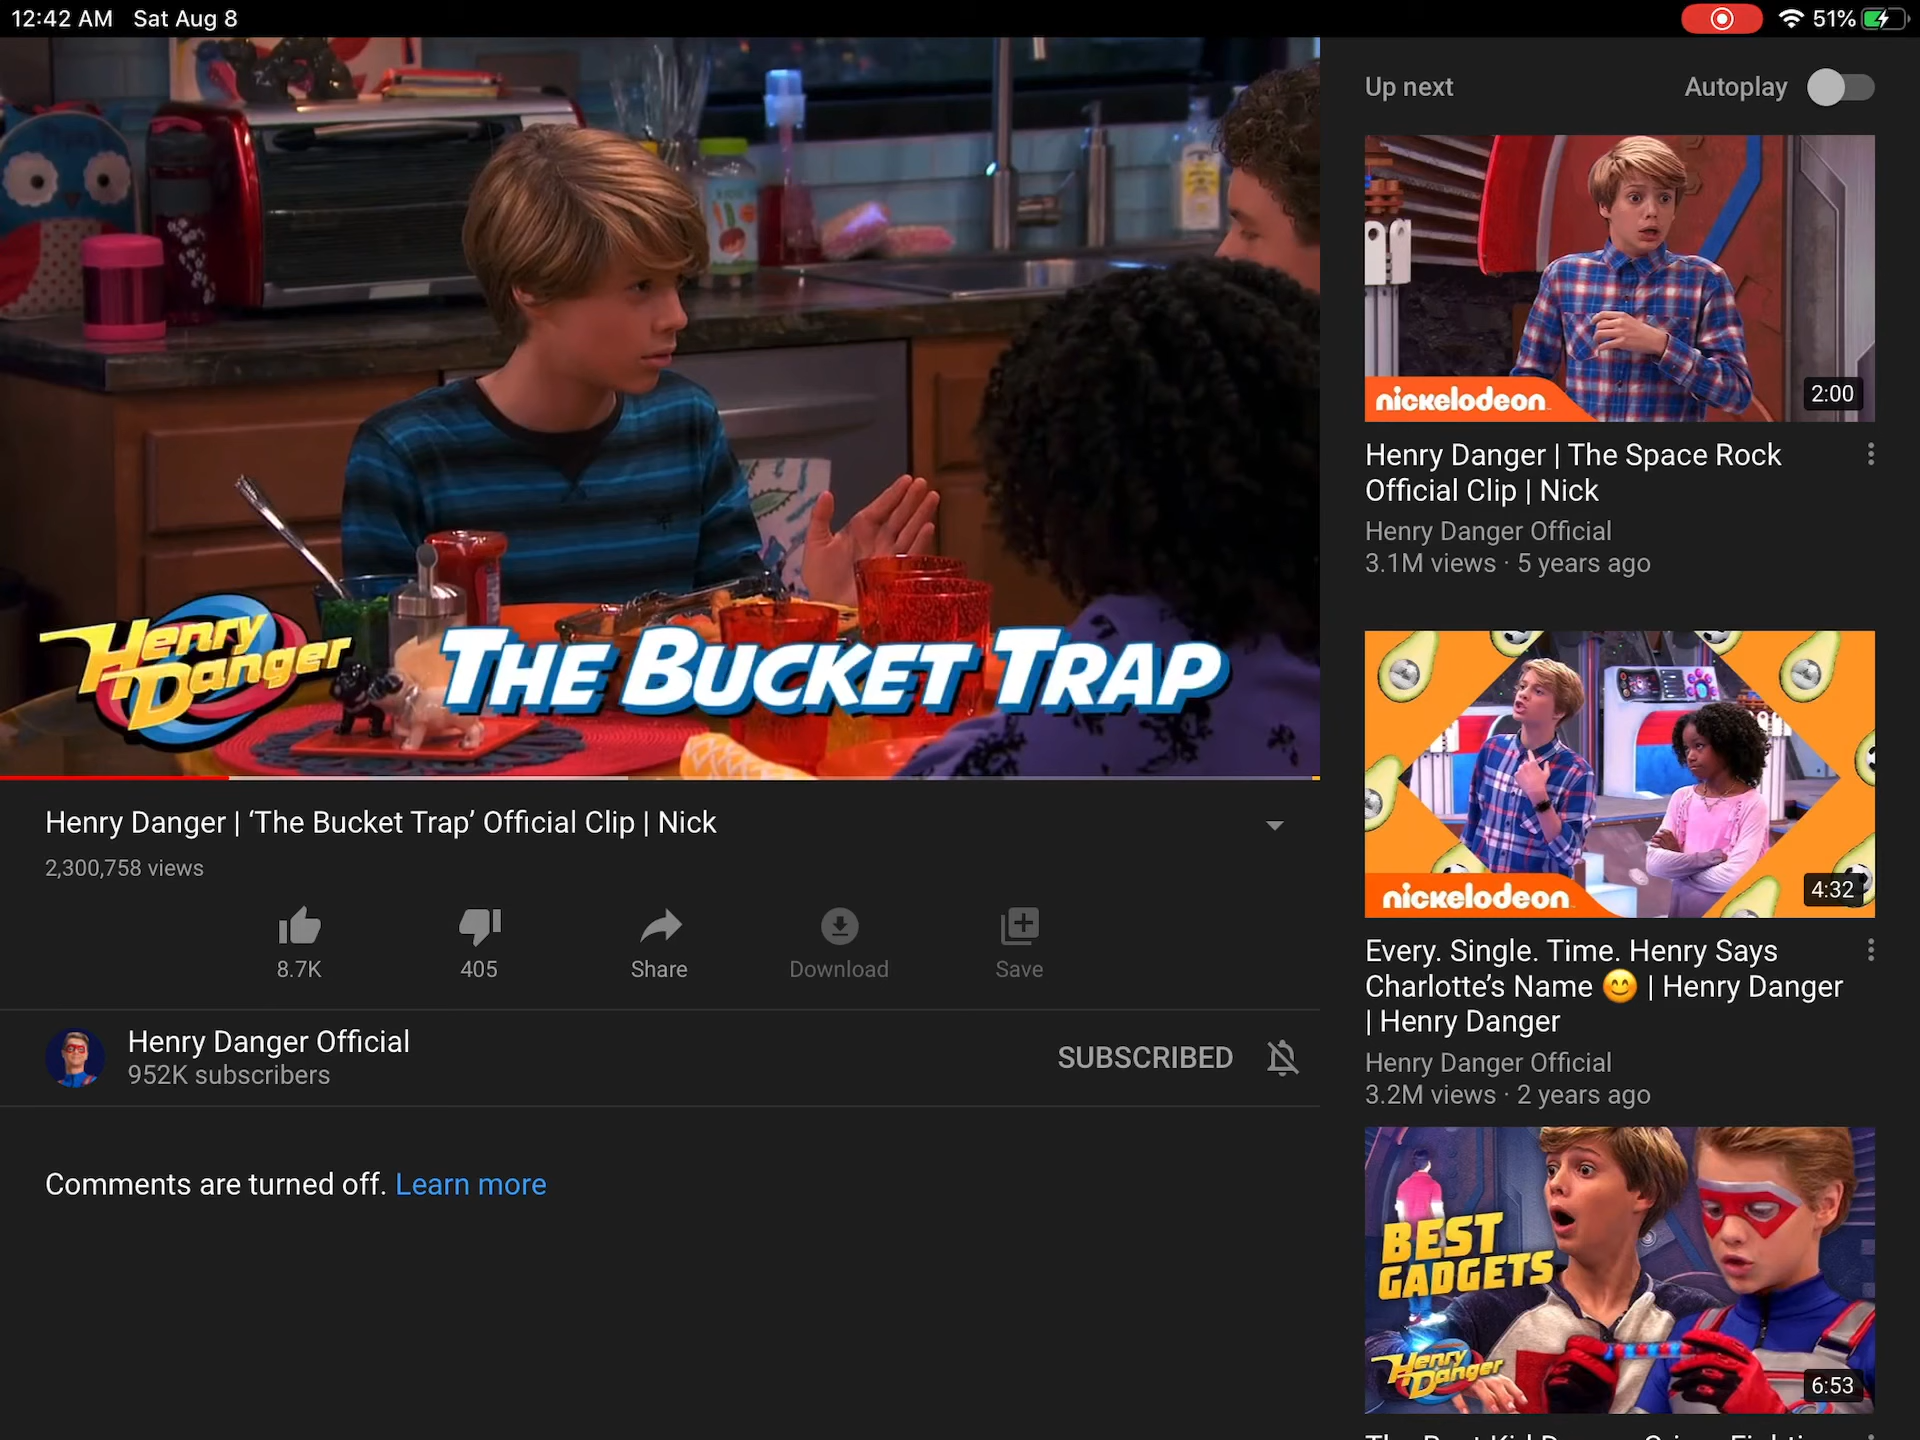 12:42 AM Sat Aug 8
51%
Henry Danger
THE BUCKET TRAP
Henry Danger | ‘The Bucket Trap’ Official Clip | Nick
2,300,758 views
8.7K
405
Share
Download
Save
Henry Danger Official
952K subscribers
SUBSCRIBED
Comments are turned off. Learn more
Up next
Autoplay
nickelodeon
2:00
Henry Danger | The Space Rock
Official Clip | Nick
Henry Danger Official
3.1M views · 5 years ago
nickelodeon
4:32
Every. Single. Time. Henry Says
Charlotte’s Name 😊 | Henry Danger
| Henry Danger
Henry Danger Official
3.2M views · 2 years ago
BEST
GADGETS
Henry Danger
6:53